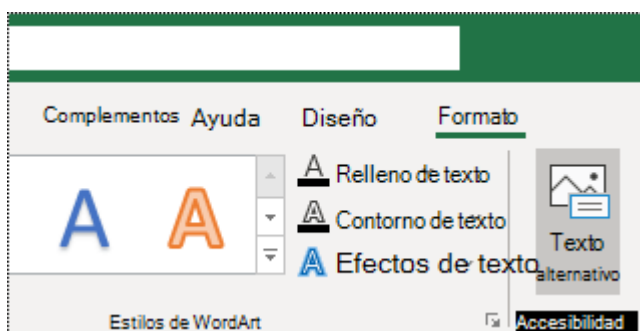 Complementos Ayuda Diseño Formato
A A
Relleno de texto
Contorno de texto
Efectos de texto
Texto
alternativo
Estilos de WordArt
Accesibilidad